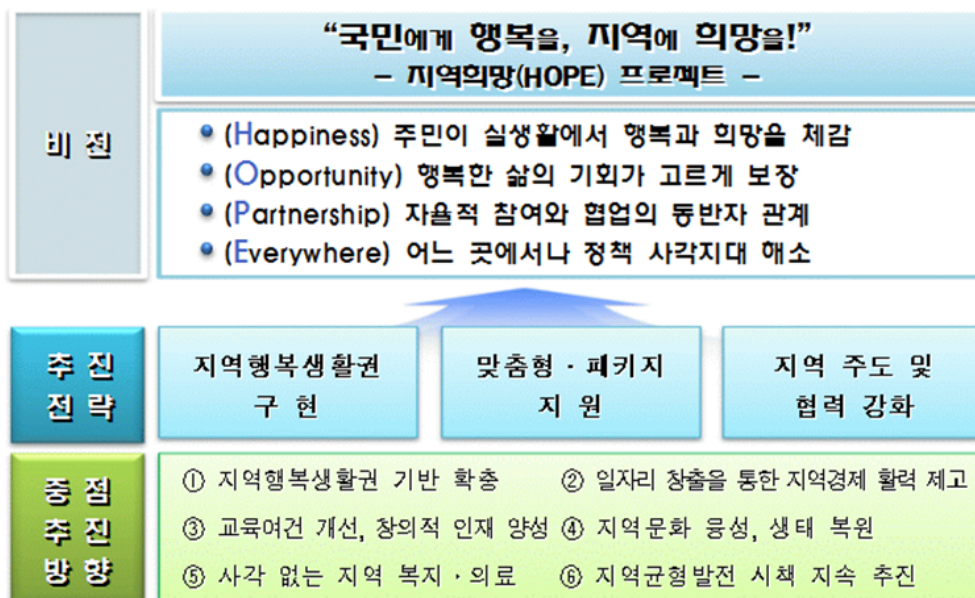 비 전
“국민에게 행복을, 지역에 희망을!”
– 지역희망(HOPE) 프로젝트 –
• (Happiness) 주민이 실생활에서 행복과 희망을 체감
• (Opportunity) 행복한 삶의 기회가 고르게 보장
• (Partnership) 자율적 참여와 협업의 동반자 관계
• (Everywhere) 어느 곳에서나 정책 사각지대 해소
추 진
전 략
지역행복생활권
구 현
맞춤형 · 패키지
지 원
지역 주도 및
협력 강화
중 점
추 진
방 향
① 지역행복생활권 기반 확충
② 일자리 창출을 통한 지역경제 활력 제고
③ 교육여건 개선, 창의적 인재 양성
④ 지역문화 융성, 생태 복원
⑤ 사각 없는 지역 복지 · 의료
⑥ 지역균형발전 시책 지속 추진